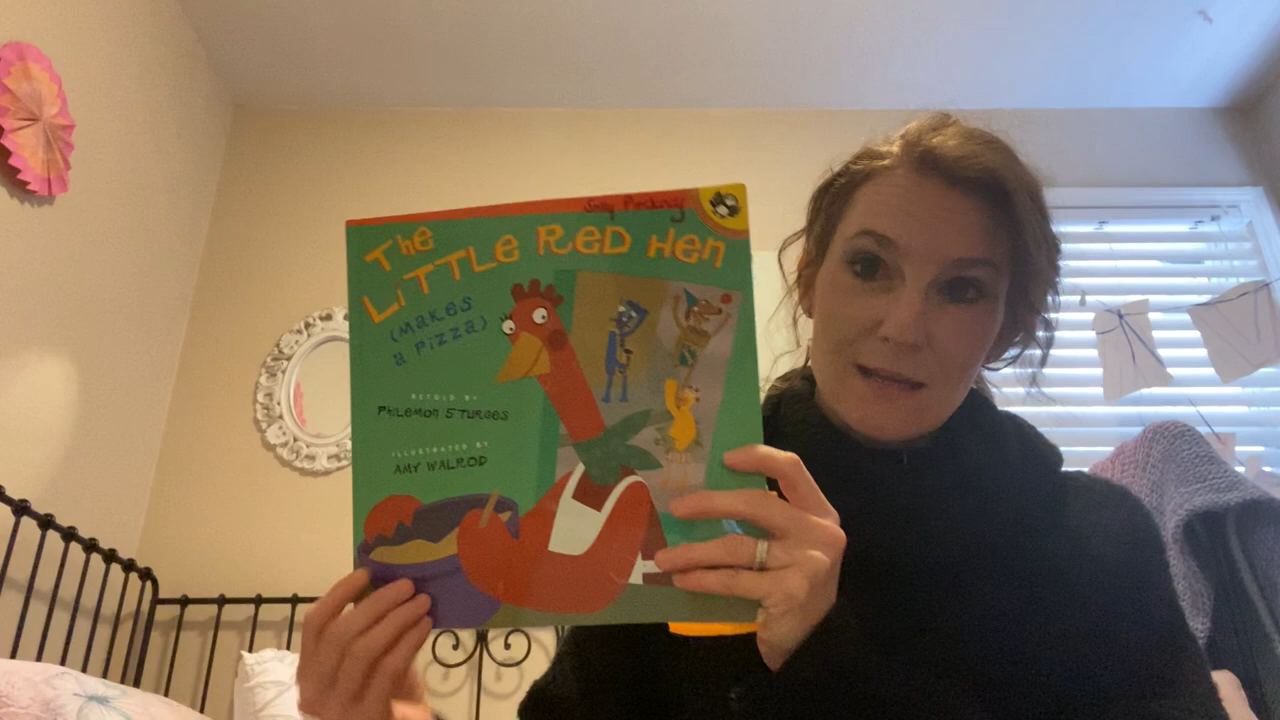 The
LiTTLE RED Hen
(Makes
a Pizza)
RETOLD BY
PHiLEMON STURGES
ILLUSTRATED BY
AMY WALROD